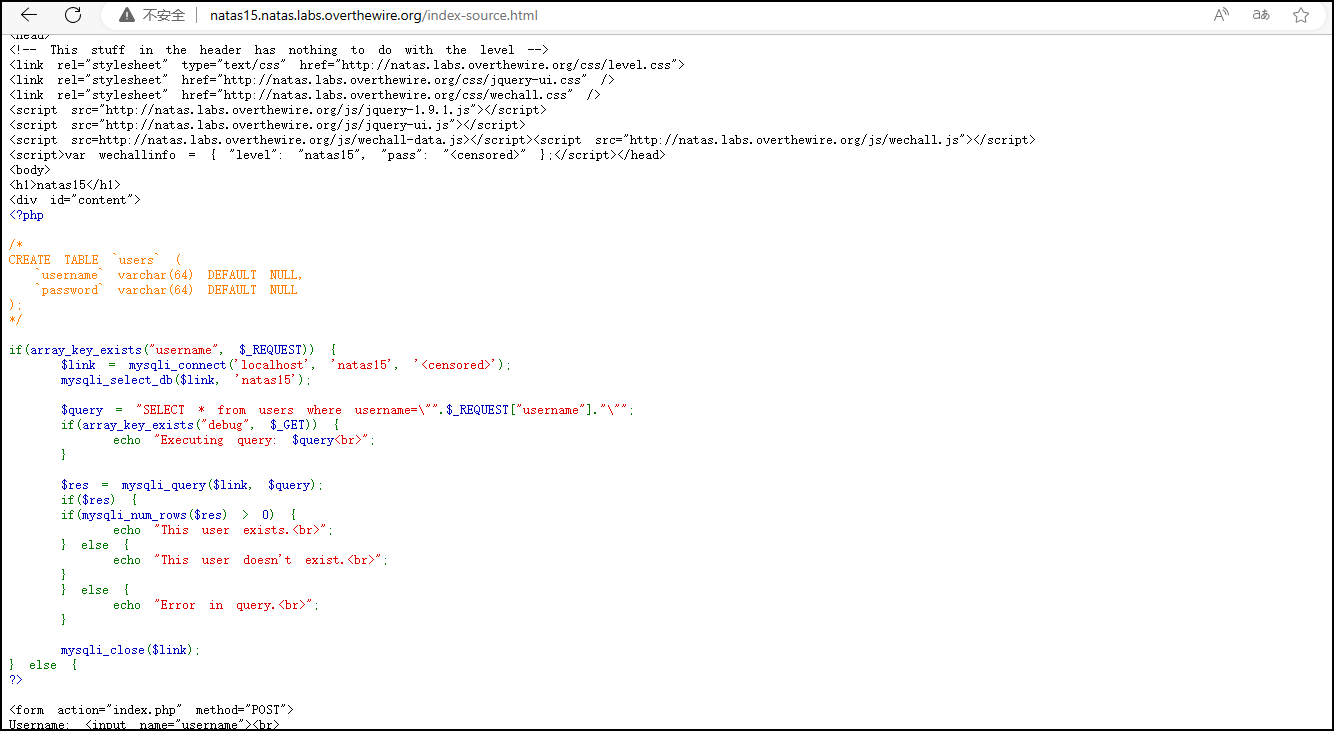 不安全 natas15.natas.labs.overthewire.org/index-source.html aあ
<head>
<!-- This stuff in the header has nothing to do with the level -->
<link rel="stylesheet" type="text/css" href="http://natas.labs.overthewire.org/css/level.css">
<link rel="stylesheet" href="http://natas.labs.overthewire.org/css/jquery-ui.css" />
<link rel="stylesheet" href="http://natas.labs.overthewire.org/css/wechall.css" />
<script src="http://natas.labs.overthewire.org/js/jquery-1.9.1.js"></script>
<script src="http://natas.labs.overthewire.org/js/jquery-ui.js"></script>
<script src=http://natas.labs.overthewire.org/js/wechall-data.js></script><script src="http://natas.labs.overthewire.org/js/wechall.js"></script>
<script>var wechallinfo = { "level": "natas15", "pass": "<censored>" };</script></head>
<body>
<h1>natas15</h1>
<div id="content">
<?php
/*
CREATE TABLE `users` (
`username` varchar(64) DEFAULT NULL,
`password` varchar(64) DEFAULT NULL
);
*/
if(array_key_exists("username", $_REQUEST)) {
$link = mysqli_connect('localhost', 'natas15', '<censored>');
mysqli_select_db($link, 'natas15');
$query = "SELECT * from users where username=\"".$_REQUEST["username"]."\"";
if(array_key_exists("debug", $_GET)) {
echo "Executing query: $query<br>";
}
$res = mysqli_query($link, $query);
if($res) {
if(mysqli_num_rows($res) > 0) {
echo "This user exists.<br>";
} else {
echo "This user doesn't exist.<br>";
}
} else {
echo "Error in query.<br>";
}
mysqli_close($link);
} else {
?>
<form action="index.php" method="POST">
Username: <input name="username"><br>